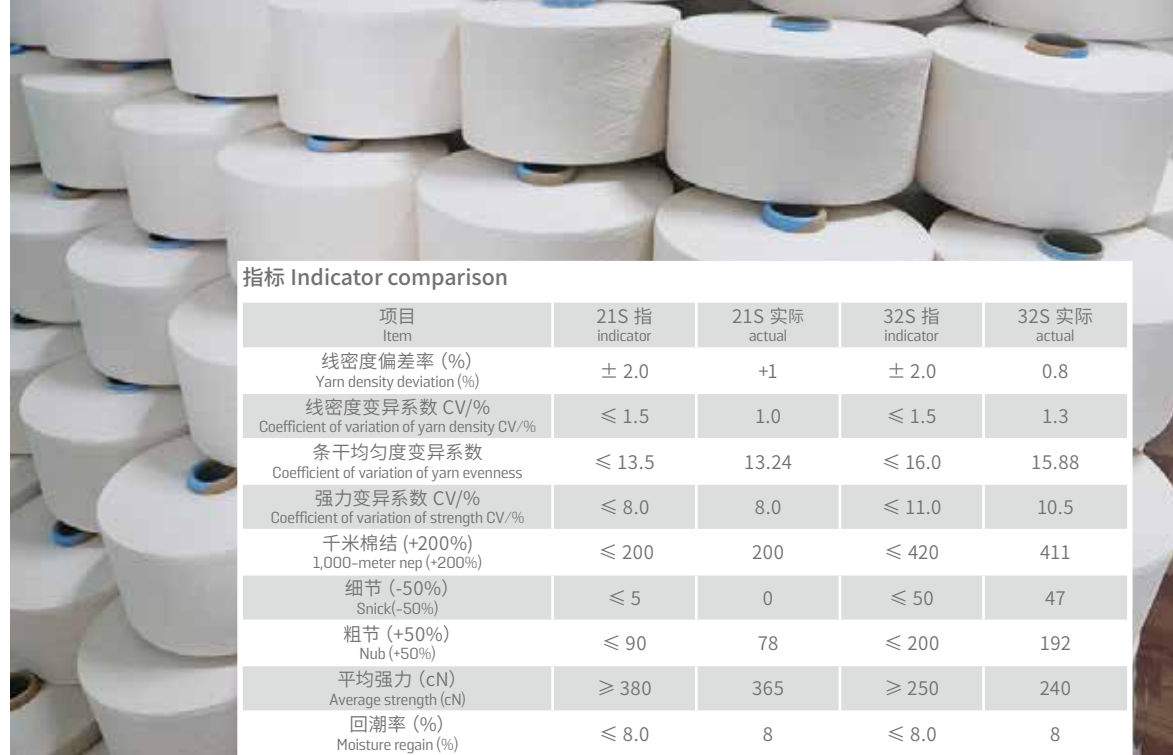 指标 Indicator comparison
项目 21S 指 21S 实际 32S 指 32S 实际
Item indicator actual indicator actual
线密度偏差率 (%)
Yarn density deviation (%)
± 2.0 +1 ± 2.0 0.8
线密度变异系数 CV/%
Coefficient of variation of yarn density CV/%
≤ 1.5 1.0 ≤ 1.5 1.3
条干均匀度变异系数
Coefficient of variation of yarn evenness
≤ 13.5 13.24 ≤ 16.0 15.88
强力变异系数 CV/%
Coefficient of variation of strength CV/%
≤ 8.0 8.0 ≤ 11.0 10.5
千米棉结 (+200%)
1,000-meter nep (+200%)
≤ 200 200 ≤ 420 411
细节 (-50%)
Snick(-50%)
≤ 5 0 ≤ 50 47
粗节 (+50%)
Nub (+50%)
≤ 90 78 ≤ 200 192
平均强力 (cN)
Average strength (cN)
≥ 380 365 ≥ 250 240
回潮率 (%)
Moisture regain (%)
≤ 8.0 8 ≤ 8.0 8